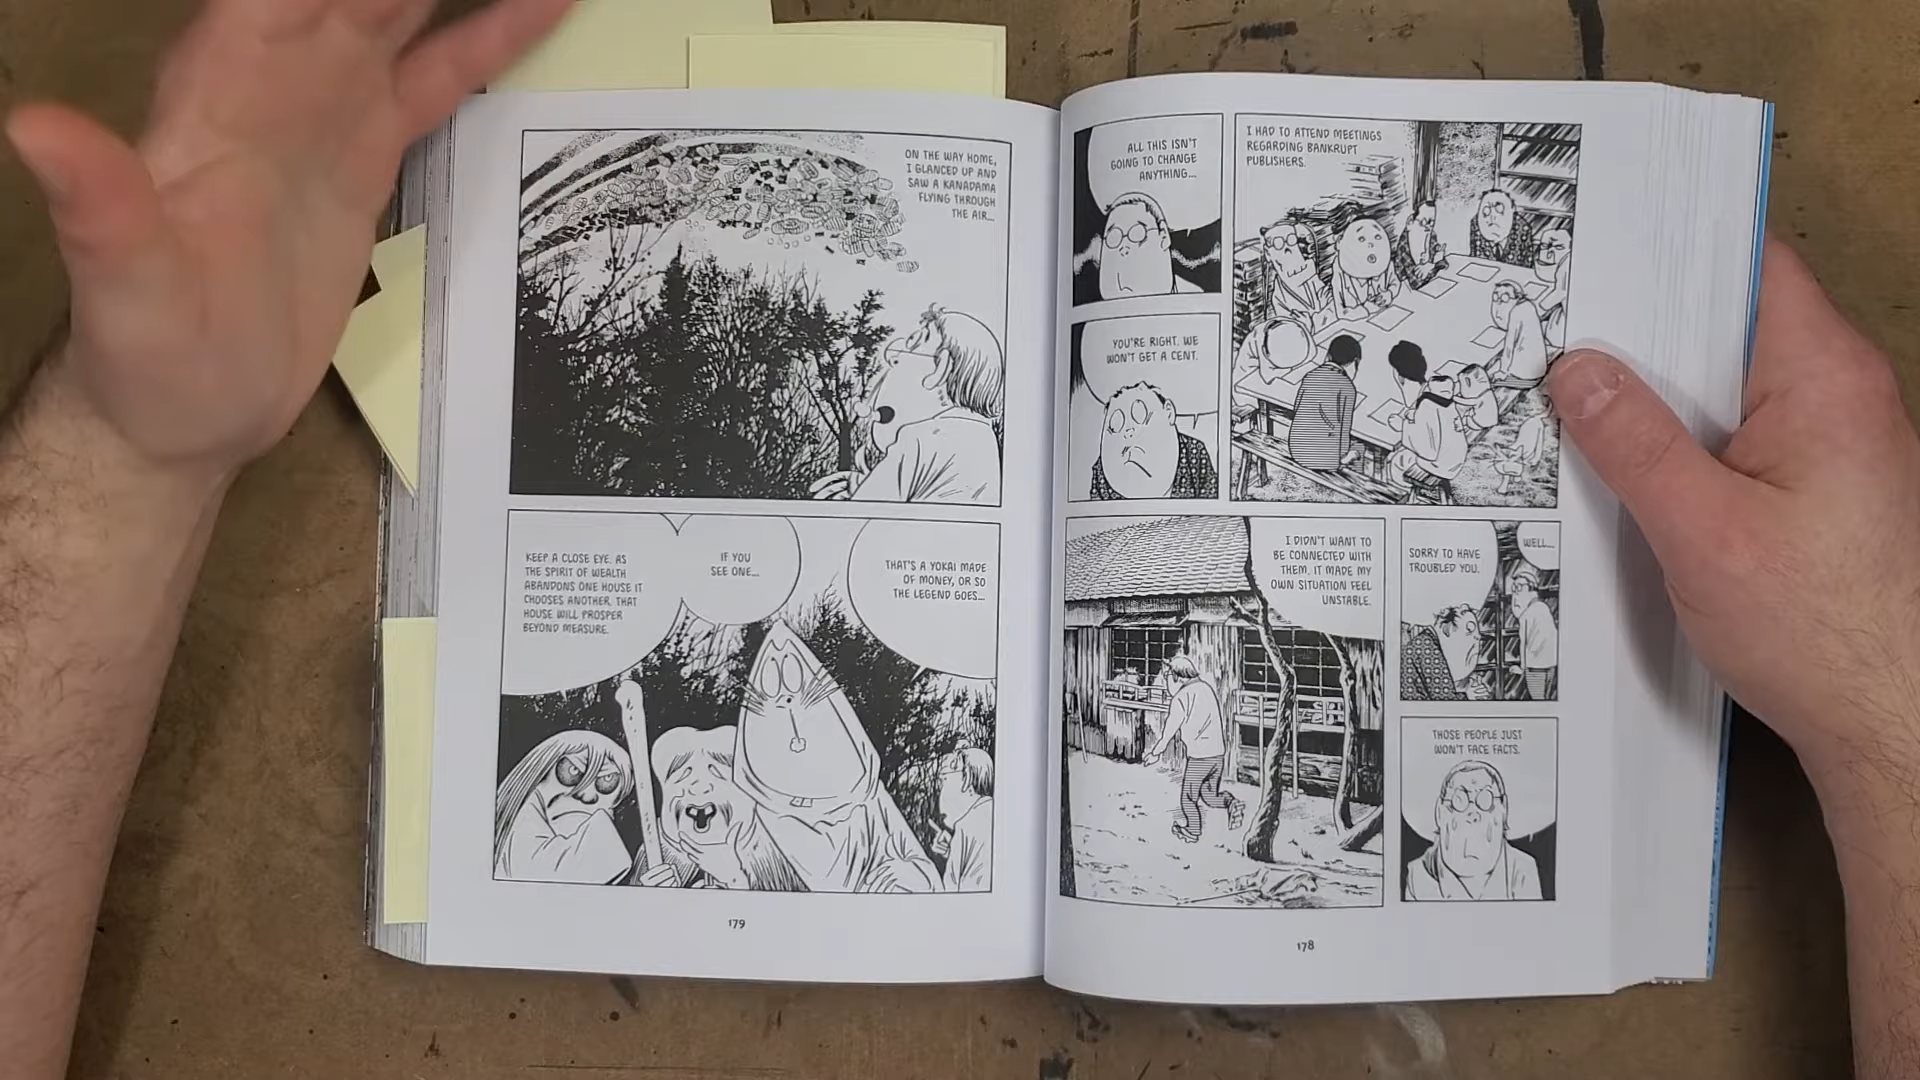 I HAD TO ATTEND MEETINGS
REGARDING BANKRUPT
PUBLISHERS.
ALL THIS ISN'T
GOING TO CHANGE
ANYTHING...
YOU'RE RIGHT. WE
WON'T GET A CENT.
WELL...
SORRY TO HAVE
TROUBLED YOU.
THOSE PEOPLE JUST
WON'T FACE FACTS.
I DIDN'T WANT TO
BE CONNECTED WITH
THEM. IT MADE MY
OWN SITUATION FEEL
UNSTABLE.
178
ON THE WAY HOME,
I GLANCED UP AND
SAW A KANADAMA
FLYING THROUGH
THE AIR...
THAT'S A YOKAI MADE
OF MONEY, OR SO
THE LEGEND GOES...
IF YOU
SEE ONE...
KEEP A CLOSE EYE. AS
THE SPIRIT OF WEALTH
ABANDONS ONE HOUSE IT
CHOOSES ANOTHER. THAT
HOUSE WILL PROSPER
BEYOND MEASURE.
179